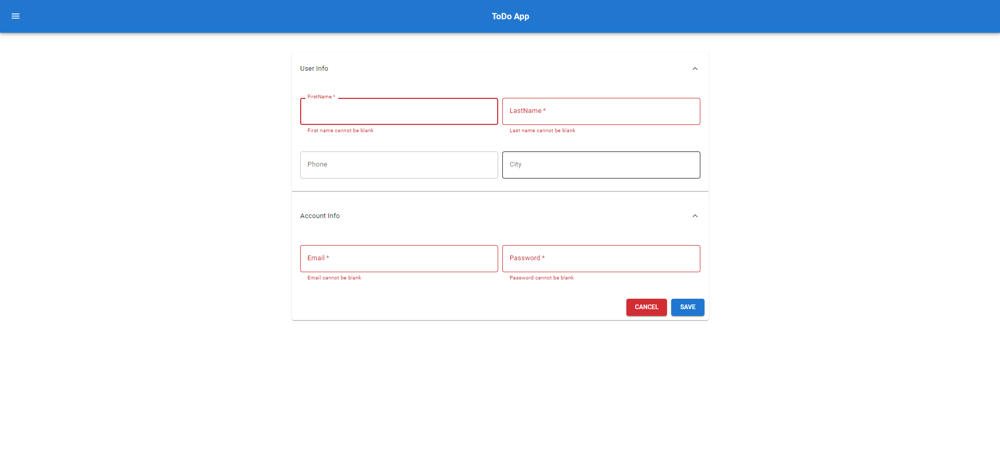 ToDo App
User Info
FirstName *
LastName *
First name cannot be blank
Last name cannot be blank
Phone
City
Account Info
Email *
Password *
Email cannot be blank
Password cannot be blank
CANCEL
SAVE